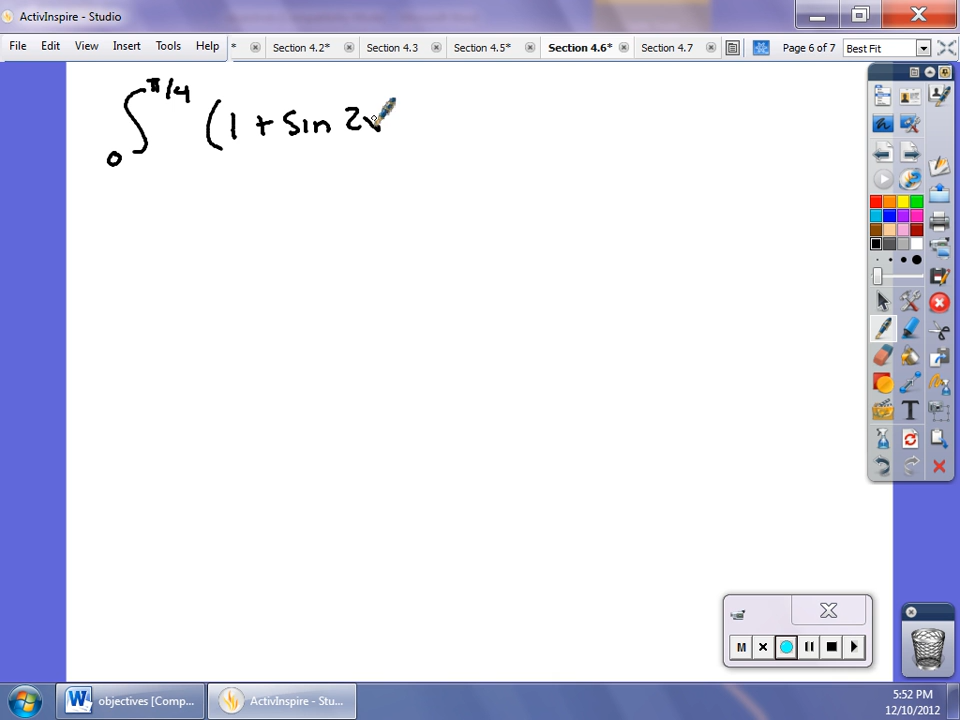 ActivInspire - Studio
File Edit View Insert Tools Help * Section 4.2* Section 4.3 Section 4.5* Section 4.6* Section 4.7 Page 6 of 7 Best Fit
∫₀^π/4 (1 + sin 2x
T
M
objectives [Comp... ActivInspire - Stu... 5:52 PM
12/10/2012